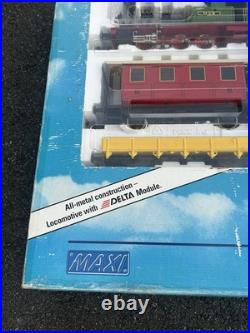 All-metal construction–
Locomotive with DELTA Module.
MAXI